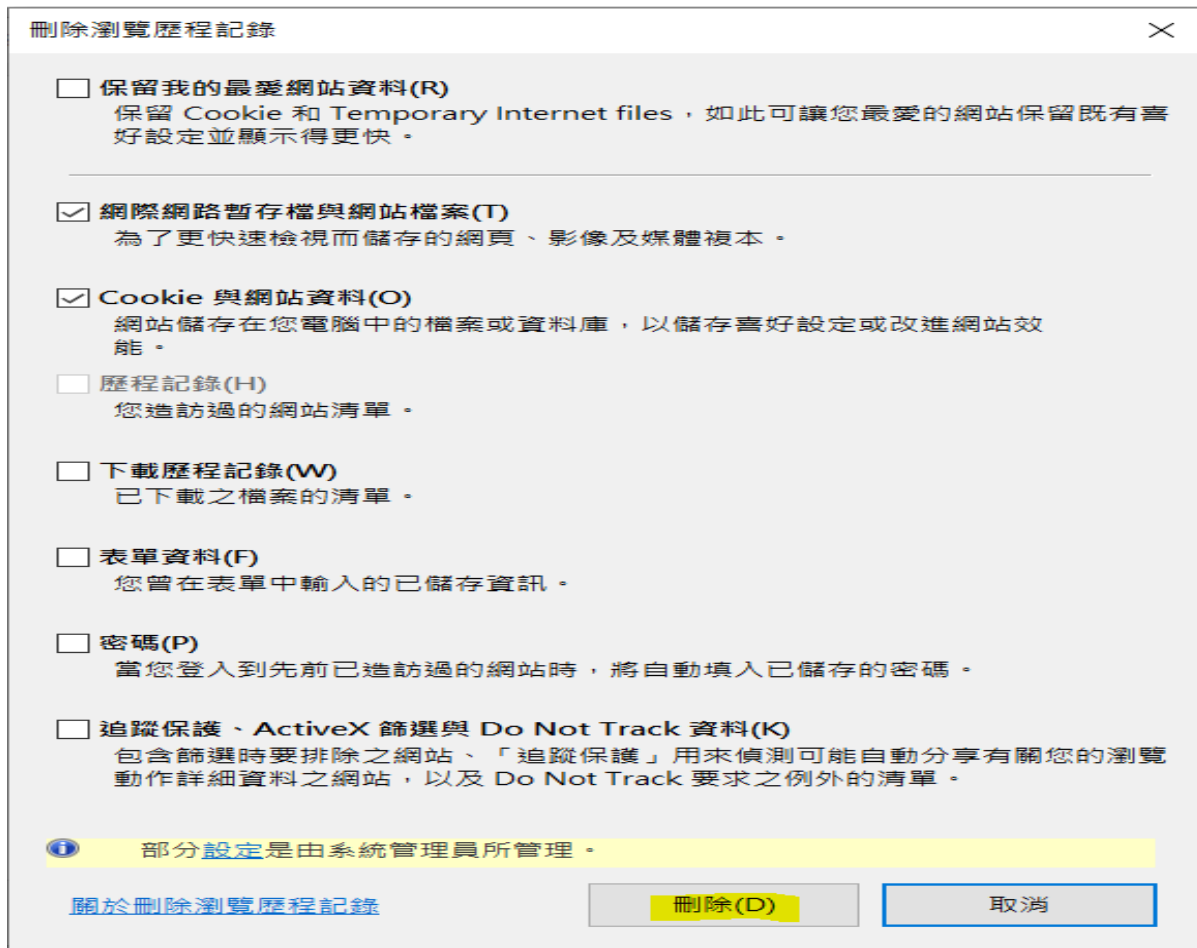 刪除瀏覽歷程記錄
保留我的最愛網站資料(R)
保留 Cookie 和 Temporary Internet files，如此可讓您最愛的網站保留既有喜
好設定並顯示得更快。
網際網路暫存檔與網站檔案(T)
為了更快速檢視而儲存的網頁、影像及媒體複本。
Cookie 與網站資料(O)
網站儲存在您電腦中的檔案或資料庫，以儲存喜好設定或改進網站效
能。
歷程記錄(H)
您造訪過的網站清單。
下載歷程記錄(W)
已下載之檔案的清單。
表單資料(F)
您曾在表單中輸入的已儲存資訊。
密碼(P)
當您登入到先前已造訪過的網站時，將自動填入已儲存的密碼。
追蹤保護、ActiveX 篩選與 Do Not Track 資料(K)
包含篩選時要排除之網站、「追蹤保護」用來偵測可能自動分享有關您的瀏覽
動作詳細資料之網站，以及 Do Not Track 要求之例外的清單。
部分設定是由系統管理員所管理。
關於刪除瀏覽歷程記錄 刪除(D) 取消